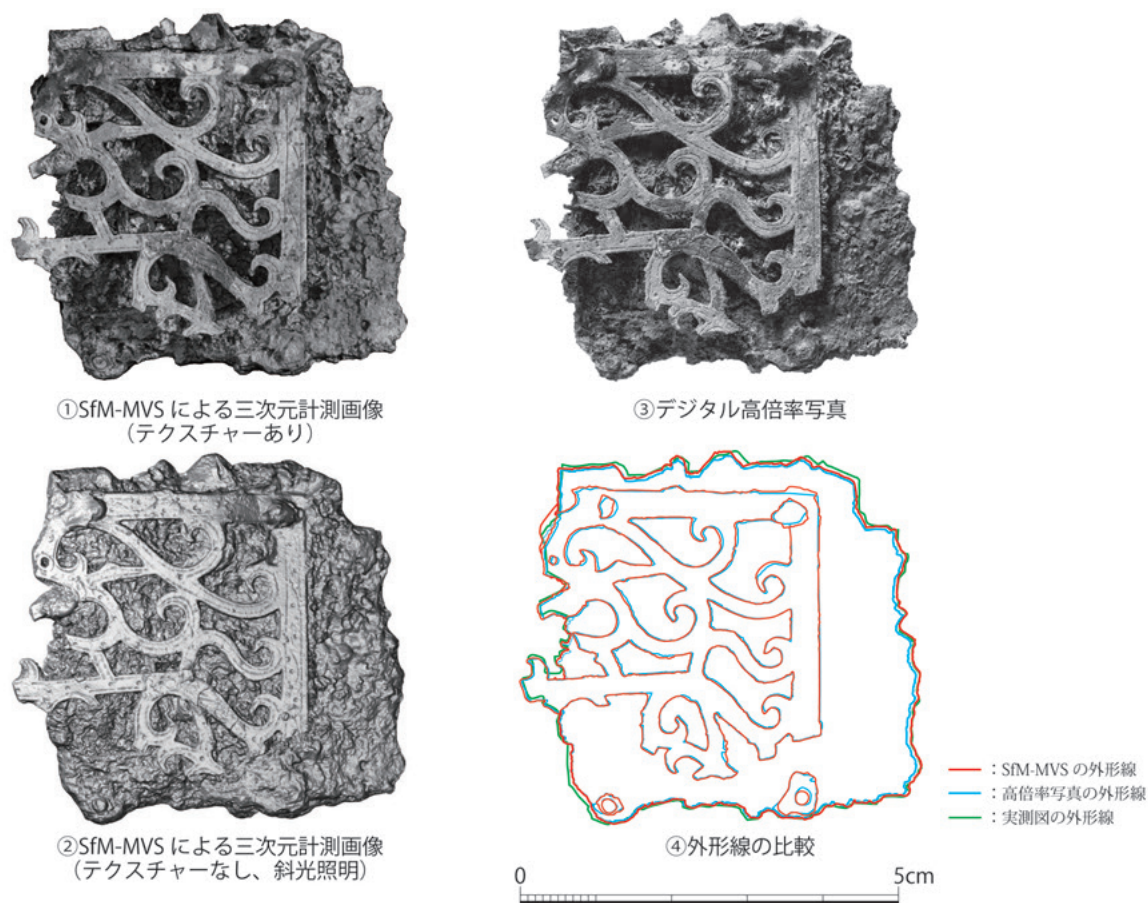 ①SfM-MVS による三次元計測画像
（テクスチャーあり）
③デジタル高倍率写真
②SfM-MVS による三次元計測画像
（テクスチャーなし、斜光照明）
④外形線の比較
：SfM-MVS の外形線
：高倍率写真の外形線
：実測図の外形線
0
5cm